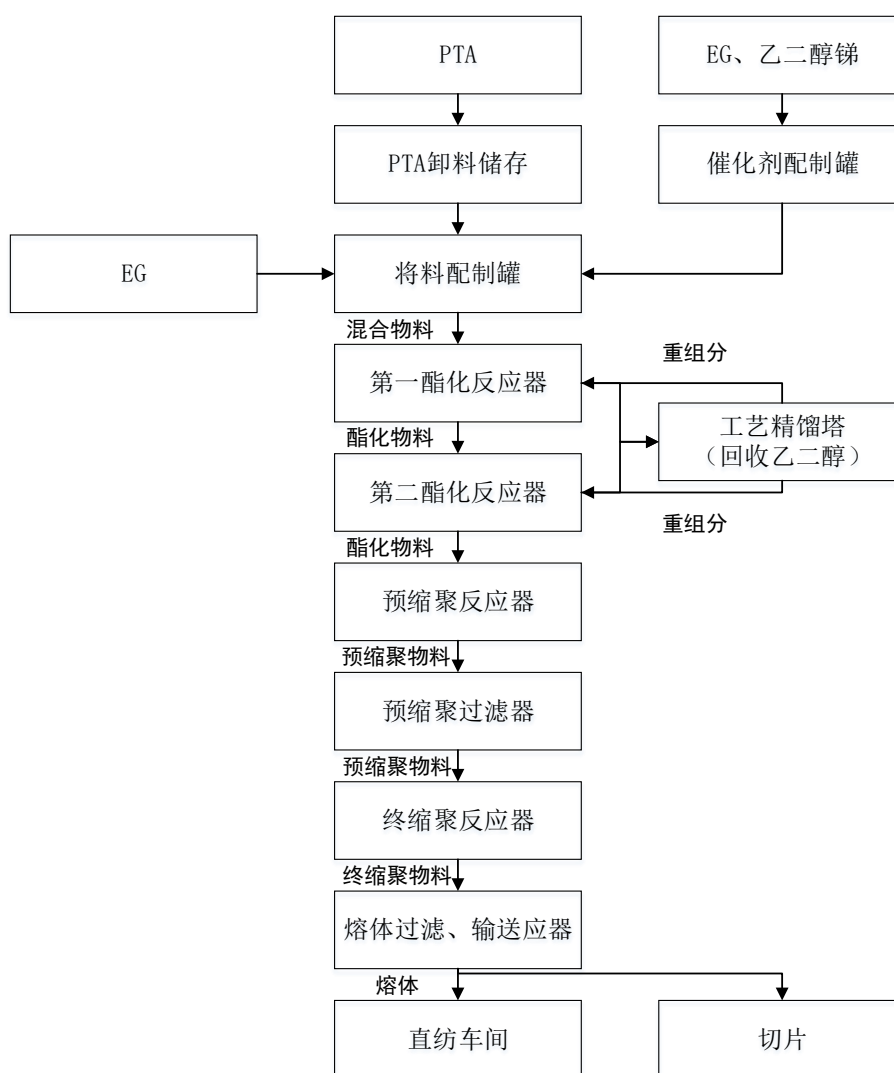 PTA
EG、乙二醇锑
PTA卸料储存
催化剂配制罐
EG
将料配制罐
混合物料
重组分
第一酯化反应器
工艺精馏塔
（回收乙二醇）
酯化物料
第二酯化反应器
重组分
酯化物料
预缩聚反应器
预缩聚物料
预缩聚过滤器
预缩聚物料
终缩聚反应器
终缩聚物料
熔体过滤、输送应器
熔体
直纺车间
切片